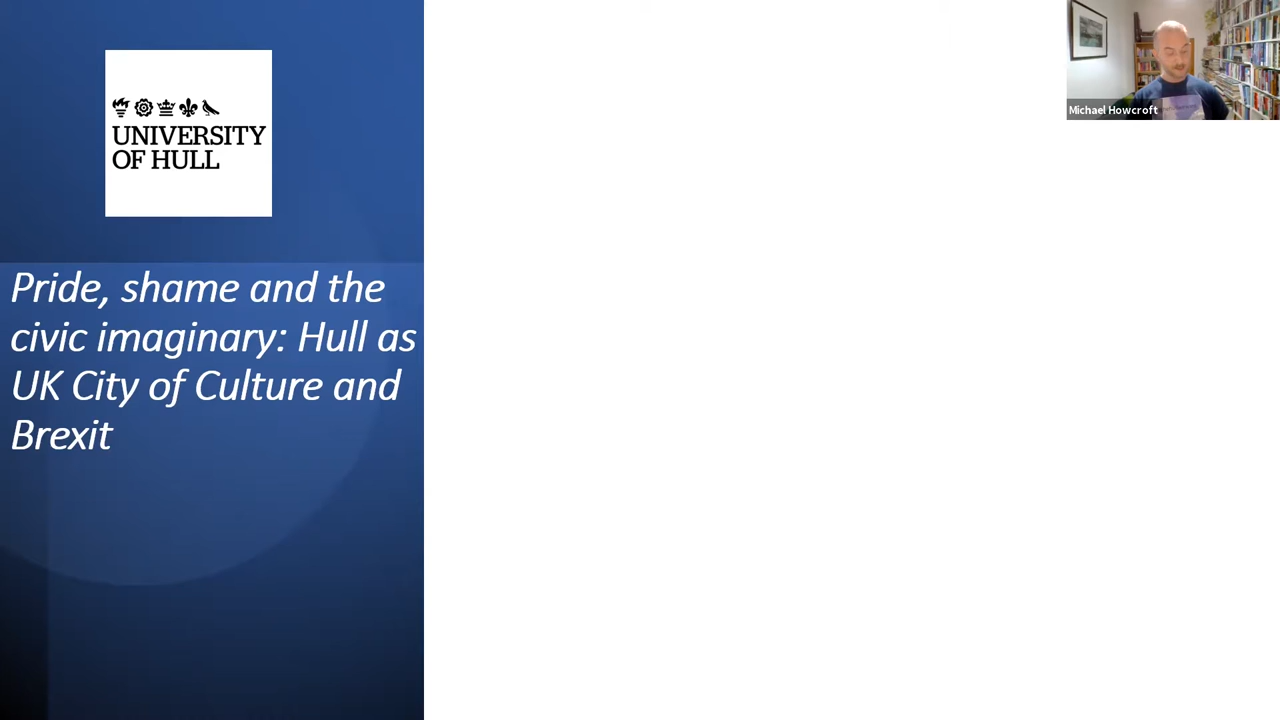 UNIVERSITY
OF HULL
Pride, shame and the
civic imaginary: Hull as
UK City of Culture and
Brexit
Michael Howcroft